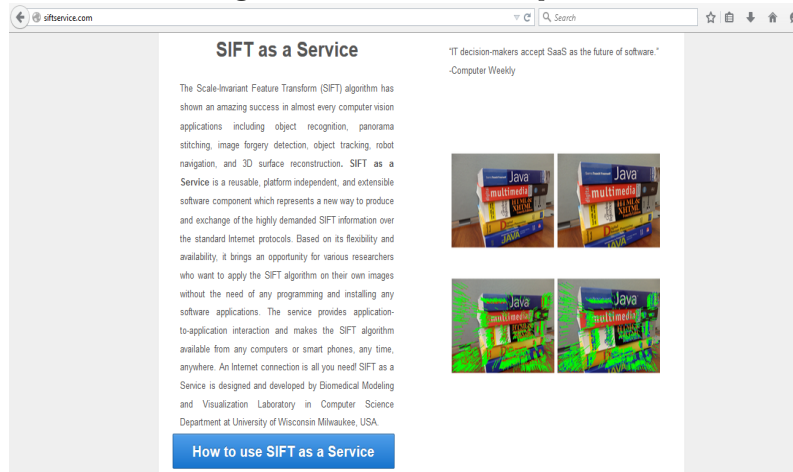 siftservice.com
Search
SIFT as a Service
The Scale-Invariant Feature Transform (SIFT) algorithm has
shown an amazing success in almost every computer vision
applications including object recognition, panorama
stitching, image forgery detection, object tracking, robot
navigation, and 3D surface reconstruction. SIFT as a
Service is a reusable, platform independent, and extensible
software component which represents a new way to produce
and exchange of the highly demanded SIFT information over
the standard Internet protocols. Based on its flexibility and
availability, it brings an opportunity for various researchers
who want to apply the SIFT algorithm on their own images
without the need of any programming and installing any
software applications. The service provides application-
to-application interaction and makes the SIFT algorithm
available from any computers or smart phones, any time,
anywhere. An Internet connection is all you need! SIFT as a
Service is designed and developed by Biomedical Modeling
and Visualization Laboratory in Computer Science
Department at University of Wisconsin Milwaukee, USA.
How to use SIFT as a Service
"IT decision-makers accept SaaS as the future of software."
-Computer Weekly
Java
multimedia
HTML &
XHTML
JAVA
Java
multimedia
HTML &
XHTML
JAVA
Java
multimedia
Java
multimedia